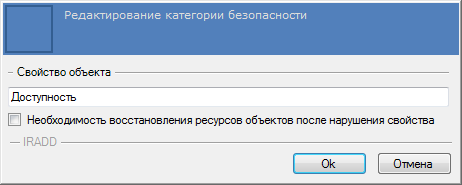 Редактирование категории безопасности
Свойство объекта
Доступность
Необходимость восстановления ресурсов объектов после нарушения свойства
IRADD
Ok
Отмена